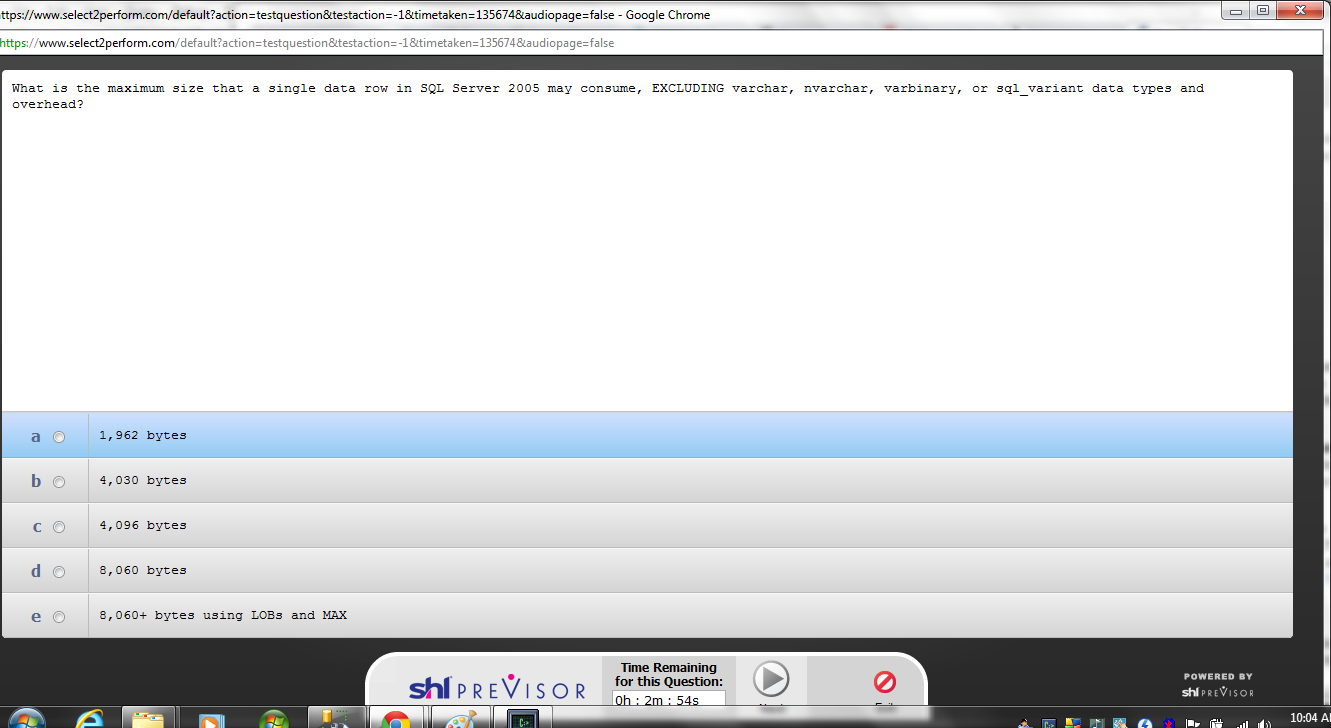 ttps://www.select2perform.com/default?action=testquestion&testaction=-1&timetaken=135674&audiopage=false - Google Chrome
https://www.select2perform.com/default?action=testquestion&testaction=-1&timetaken=135674&audiopage=false
What is the maximum size that a single data row in SQL Server 2005 may consume, EXCLUDING varchar, nvarchar, varbinary, or sql_variant data types and
overhead?
a 1,962 bytes
b 4,030 bytes
c 4,096 bytes
d 8,060 bytes
e 8,060+ bytes using LOBs and MAX
shl PREVISOR
Time Remaining
for this Question:
0h : 2m : 54s
POWERED BY
shl PREVISOR
10:04 A